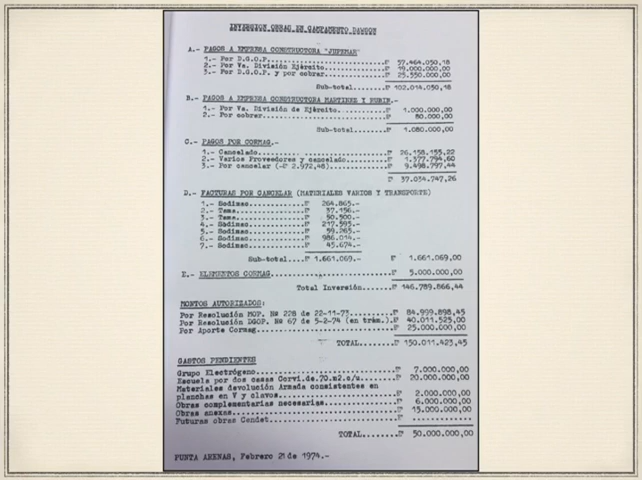 INVERSION OBRAS EN CAMPAMENTO DAWSON
A.- PAGOS A EMPRESA CONSTRUCTORA "JUPEMAR"
1.- Por D.G.O.P. 57.464.050,18
2.- Por Va. División Ejército 19.000.000,00
3.- Por D.G.O.P. y por cobrar 25.550.000,00
Sub-total 102.014.050,18
B.- PAGOS A EMPRESA CONSTRUCTORA MARTINEZ Y
1.- Por Va. División de Ejército 1.000.000,00
2.- Por cobrar 80.000,00
Sub-total 1.080.000,00
C.- PAGOS POR CORMAG.-
1.- Cancelado 26.158.155,22
2.- Varios Proveedores y cancelado 1.377.794,60
3.- Por cancelar 9.498.797,44
37.034.747,26
D.- FACTURAS POR CANCELAR (MATERIALES VARIOS Y TRANSPORTE)
1.- Sodimac 264.865.-
2.- Tama 37.156.-
3.- Tama 50.500.-
4.- Sodimac 217.595.-
5.- Sodimac 59.265.-
6.- Sodimac 986.014.-
7.- Sodimac 45.674.-
Sub-total 1.661.069.- 1.661.069,00
E.- ELEMENTOS CORMAG 5.000.000,00
Total Inversión 146.789.866,44
MONTOS AUTORIZADOS:
Por Resolución MOP. Nº 228 de 22-11-73 84.999.898,45
Por Resolución DGOP. Nº 67 de 5-2-74 (en trám.) 40.011.525,00
Por Aporte Cormag 25.000.000,00
TOTAL 150.011.423,45
GASTOS PENDIENTES
Grupo Electrógeno 7.000.000,00
Escuela por dos casas Corvi.de.70.m2.c/u 20.000.000,00
Materiales devolución Armada consistentes en
planchas en V y clavos 2.000.000,00
Obras complementarias necesarias 6.000.000,00
Obras anexas 15.000.000,00
Futuras obras Cendet
TOTAL 50.000.000,00
PUNTA ARENAS, Febrero 21 de 1974.-